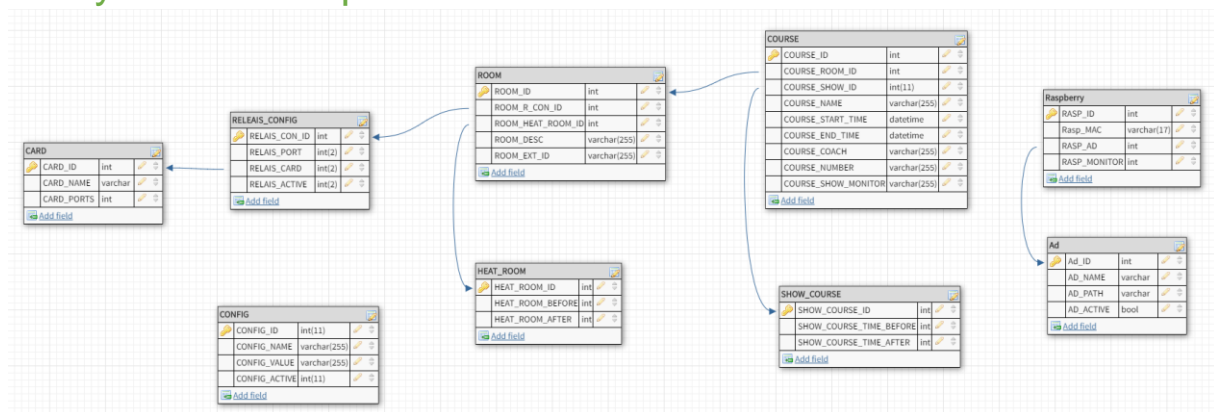 COURSE
COURSE_ID int
COURSE_ROOM_ID int
COURSE_SHOW_ID int(11)
COURSE_NAME varchar(255)
COURSE_START_TIME datetime
COURSE_END_TIME datetime
COURSE_COACH varchar(255)
COURSE_NUMBER varchar(255)
COURSE_SHOW_MONITOR varchar(255)
Add field
ROOM
ROOM_ID int
ROOM_R_CON_ID int
ROOM_HEAT_ROOM_ID int
ROOM_DESC varchar(255)
ROOM_EXT_ID varchar(255)
Add field
Raspberry
RASP_ID int
Rasp_MAC varchar(17)
RASP_AD int
RASP_MONITOR int
Add field
RELEAIS_CONFIG
RELAIS_CON_ID int
RELAIS_PORT int(2)
RELAIS_CARD int(2)
RELAIS_ACTIVE int(2)
Add field
CARD
CARD_ID int
CARD_NAME varchar
CARD_PORTS int
Add field
Ad
Ad_ID int
AD_NAME varchar
AD_PATH varchar
AD_ACTIVE bool
Add field
HEAT_ROOM
HEAT_ROOM_ID int
HEAT_ROOM_BEFORE int
HEAT_ROOM_AFTER int
Add field
SHOW_COURSE
SHOW_COURSE_ID int
SHOW_COURSE_TIME_BEFORE int
SHOW_COURSE_TIME_AFTER int
Add field
CONFIG
CONFIG_ID int(11)
CONFIG_NAME varchar(255)
CONFIG_VALUE varchar(255)
CONFIG_ACTIVE int(11)
Add field